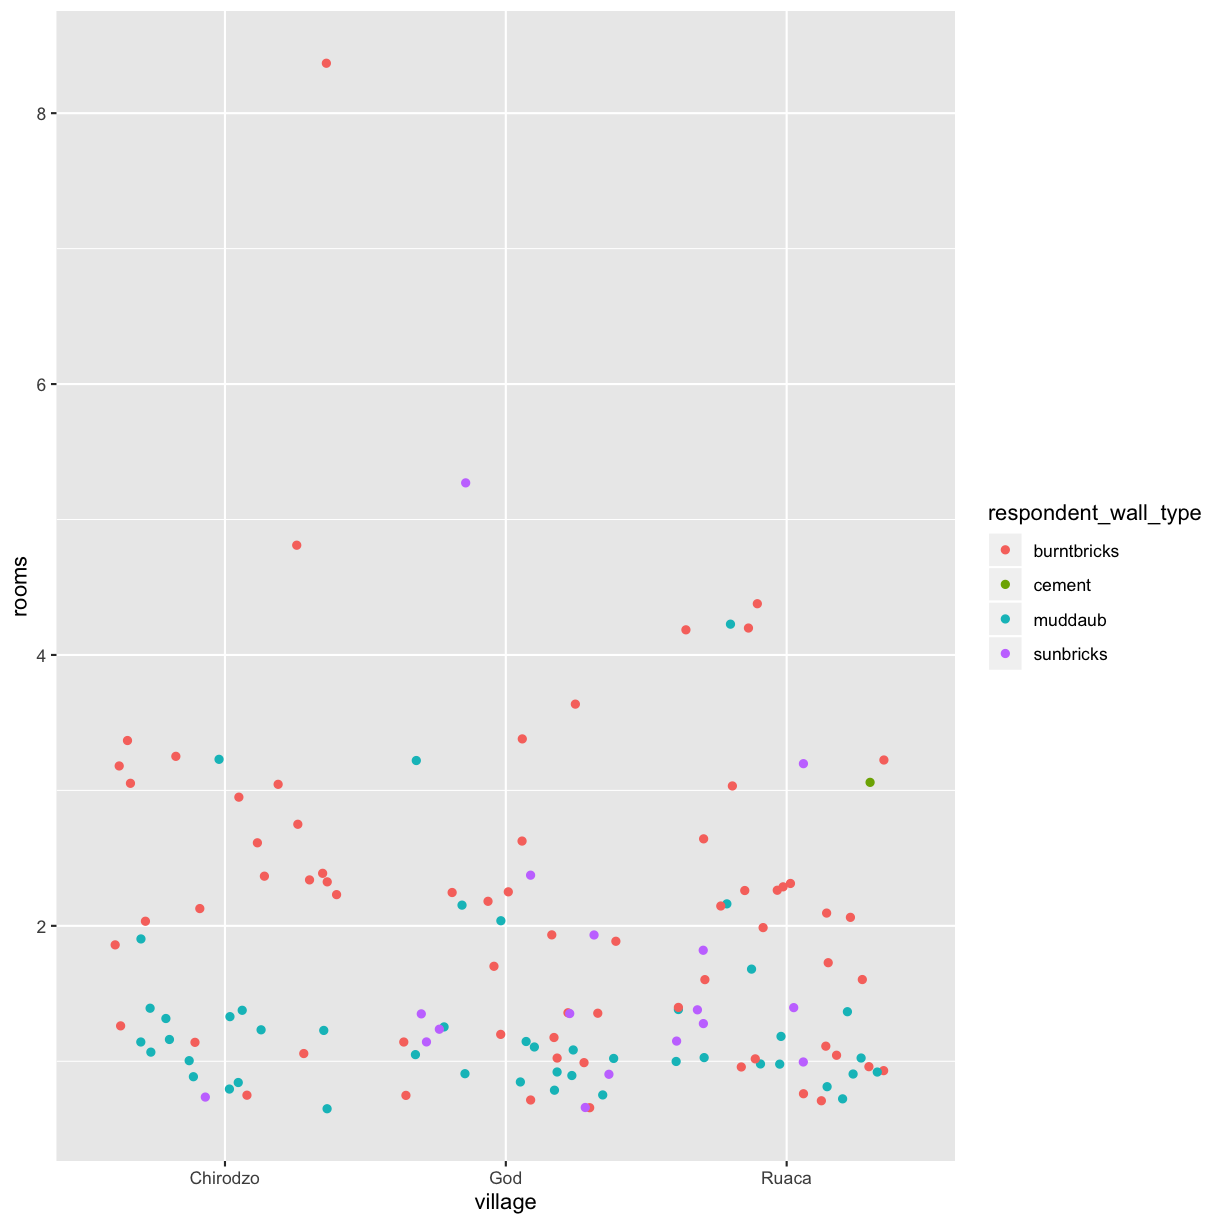 8
6
4
2
rooms
Chirodzo God Ruaca
village
respondent_wall_type
burntbricks
cement
muddaub
sunbricks